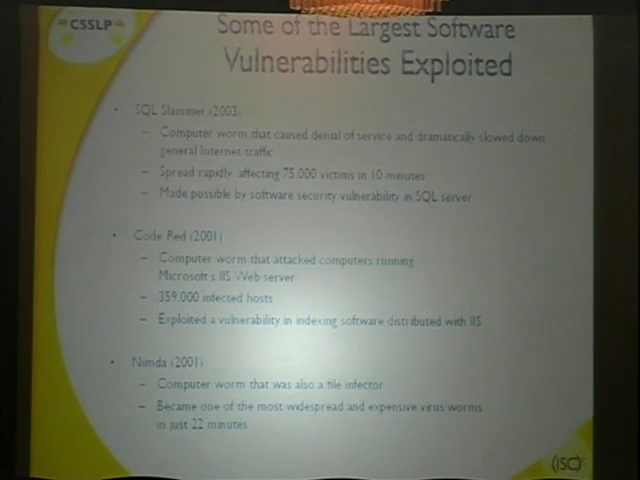 CSSLP
Some of the Largest Software
Vulnerabilities Exploited
• SQL Slammer (2003)
– Computer worm that caused denial of service and dramatically slowed down
general Internet traffic
– Spread rapidly, affecting 75,000 victims in 10 minutes
– Made possible by software security vulnerability in SQL server
• Code Red (2001)
– Computer worm that attacked computers running
Microsoft's IIS Web server
– 359,000 infected hosts
– Exploited a vulnerability in indexing software distributed with IIS
• Nimda (2001)
– Computer worm that was also a file infector
– Became one of the most widespread and expensive virus/worms
in just 22 minutes
(ISC)²